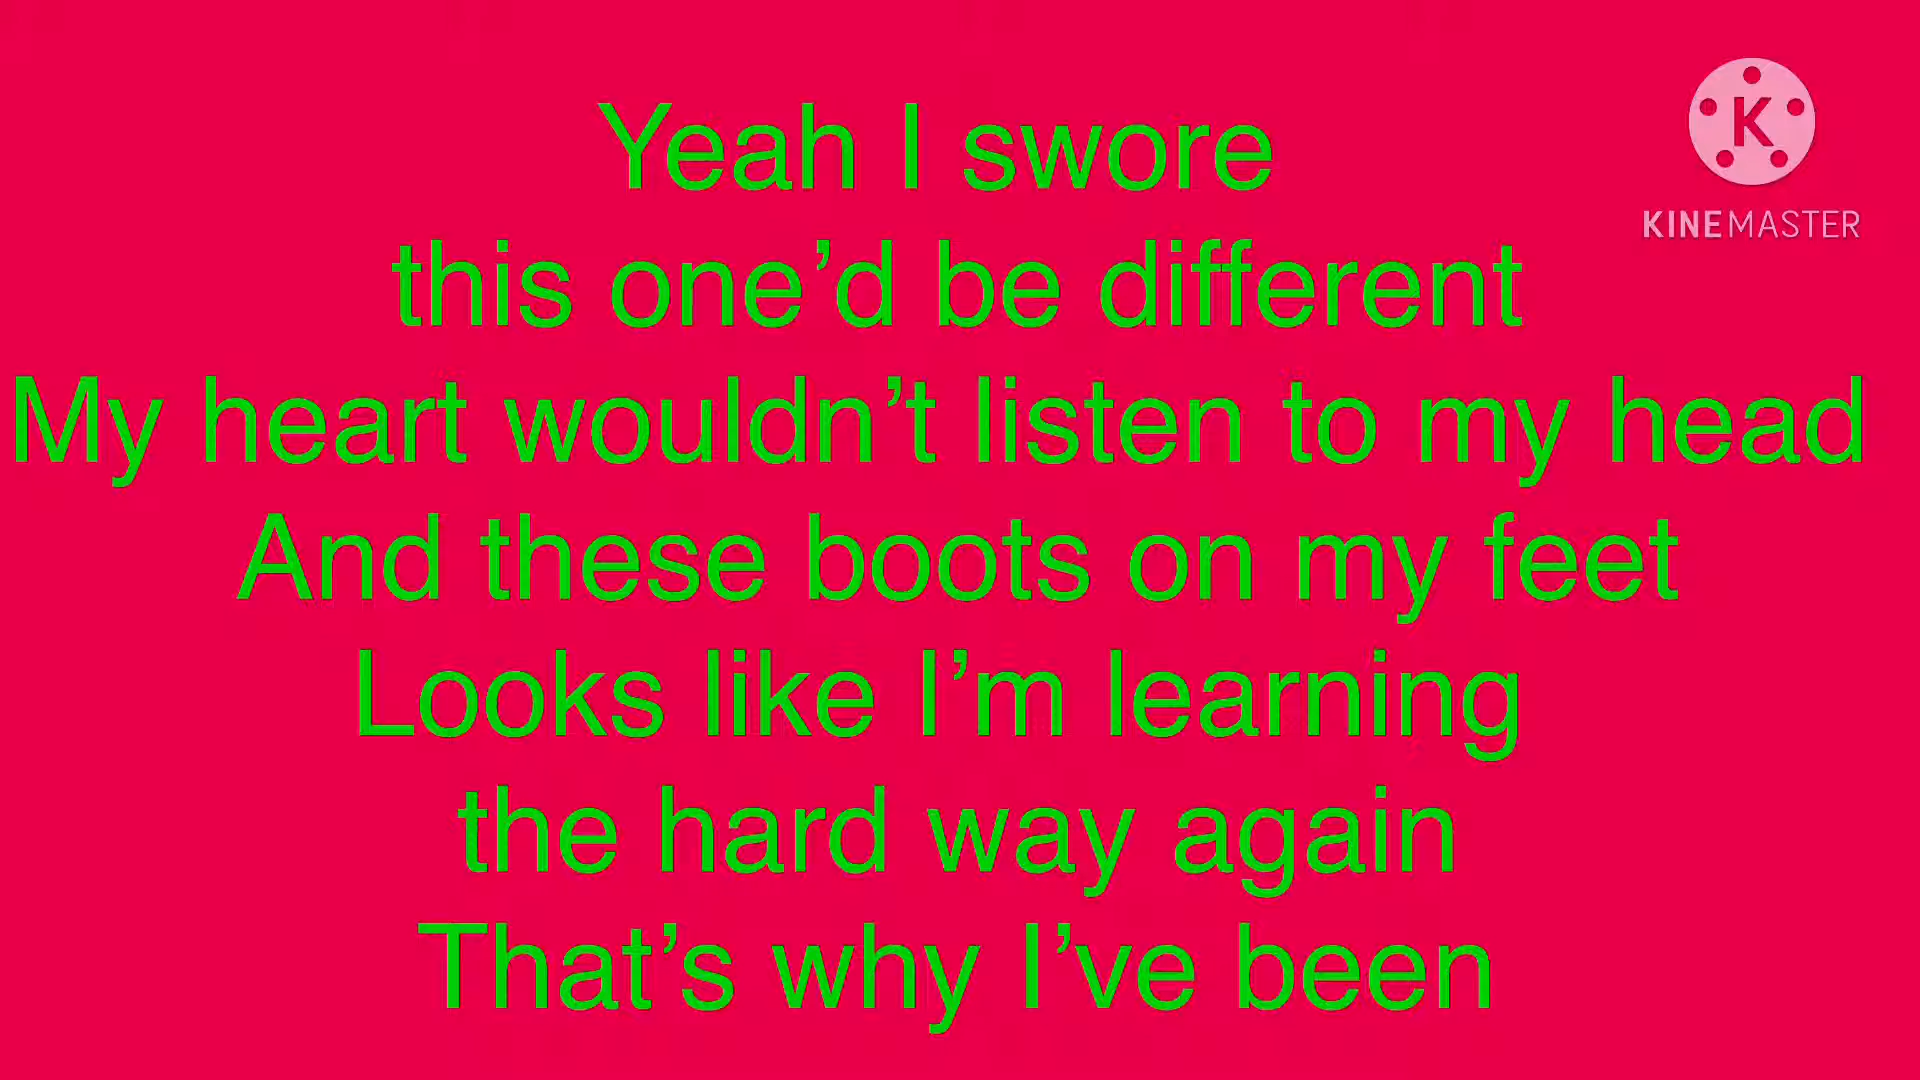 Yeah I swore
this one’d be different
My heart wouldn’t listen to my head
And these boots on my feet
Looks like I’m learning
the hard way again
That’s why I’ve been
K
KINEMASTER